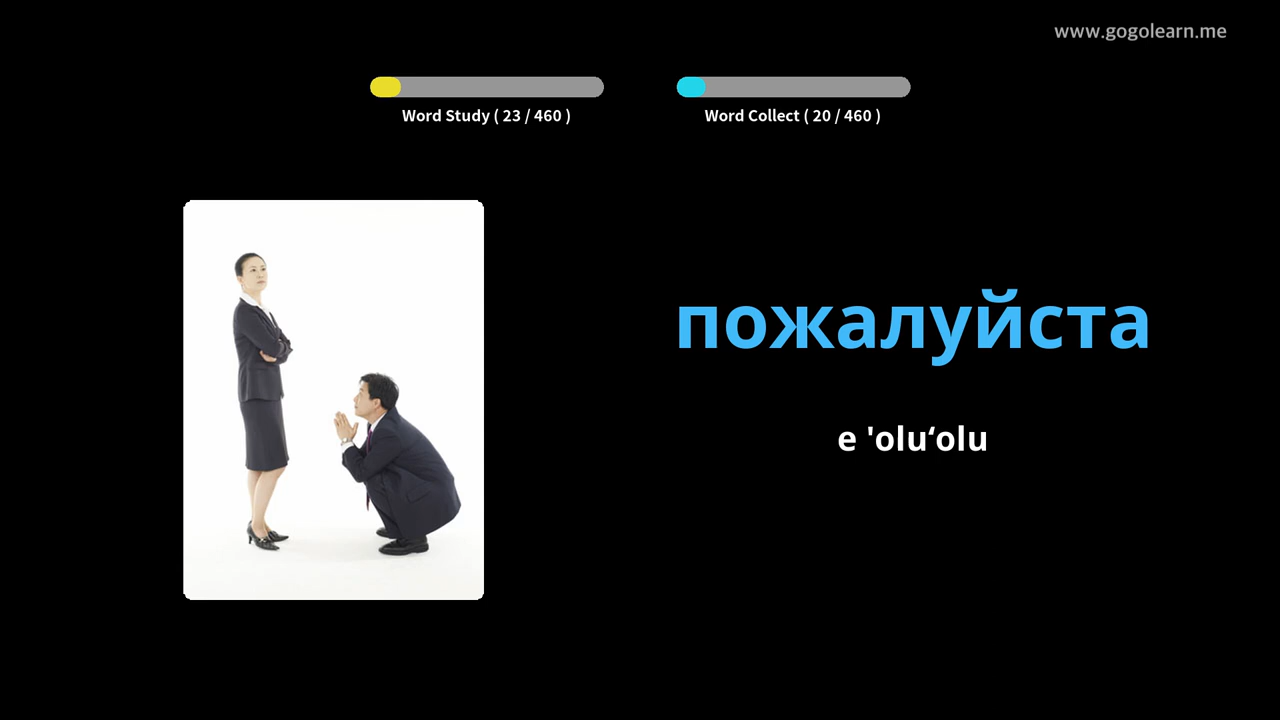 www.gogolearn.me
Word Study ( 23 / 460 )
Word Collect ( 20 / 460 )
пожалуйста
e 'olu‘olu